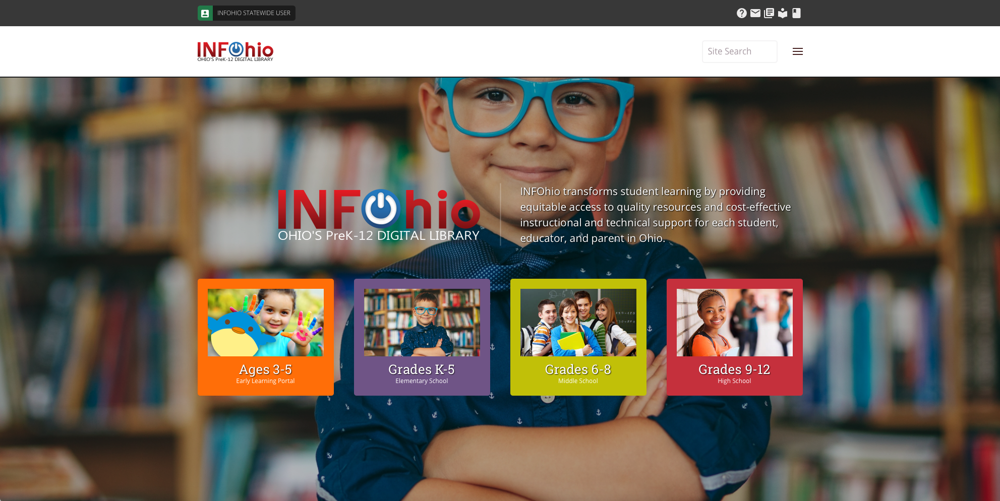 INFOHIO STATEWIDE USER
INFOhio
OHIO'S PreK-12 DIGITAL LIBRARY
Site Search
INFOhio
OHIO'S PreK-12 DIGITAL LIBRARY
INFOhio transforms student learning by providing
equitable access to quality resources and cost-effective
instructional and technical support for each student,
educator, and parent in Ohio.
Ages 3-5
Early Learning Portal
Grades K-5
Elementary School
Grades 6-8
Middle School
Grades 9-12
High School